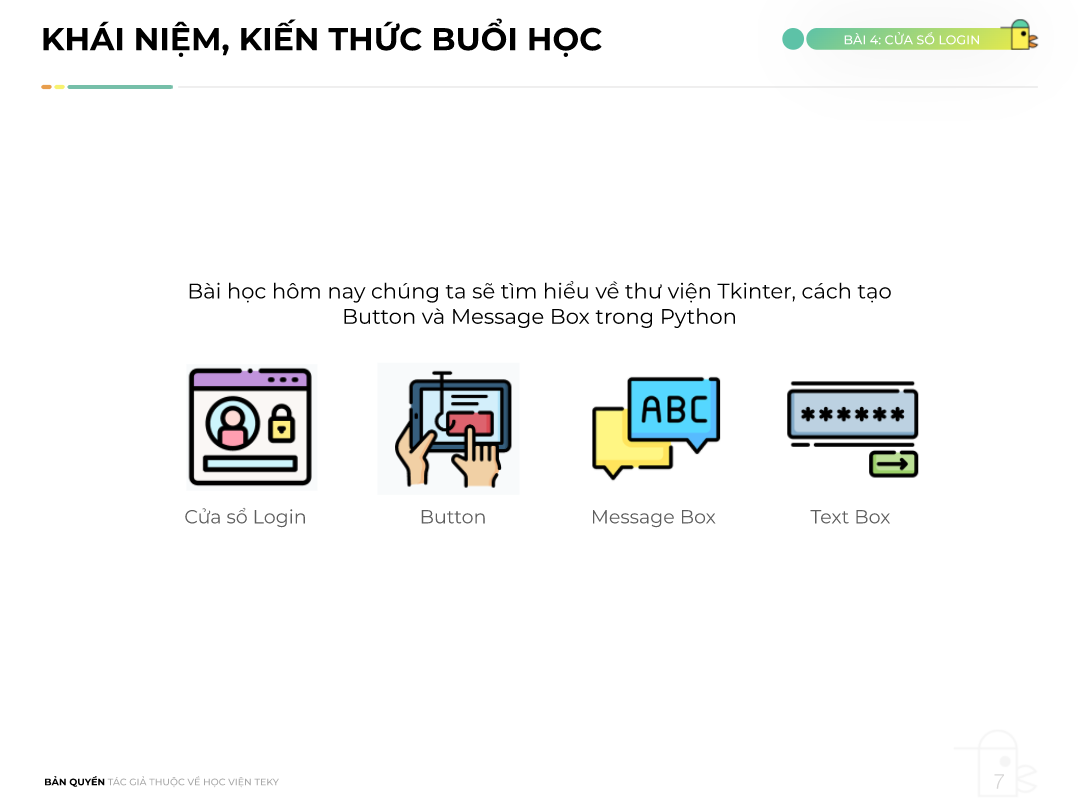 KHÁI NIỆM, KIẾN THỨC BUỔI HỌC
BÀI 4: CỬA SỔ LOGIN
Bài học hôm nay chúng ta sẽ tìm hiểu về thư viện Tkinter, cách tạo
Button và Message Box trong Python
ABC
******
Cửa sổ Login
Button
Message Box
Text Box
BẢN QUYỀN TÁC GIẢ THUỘC VỀ HỌC VIỆN TEKY
7